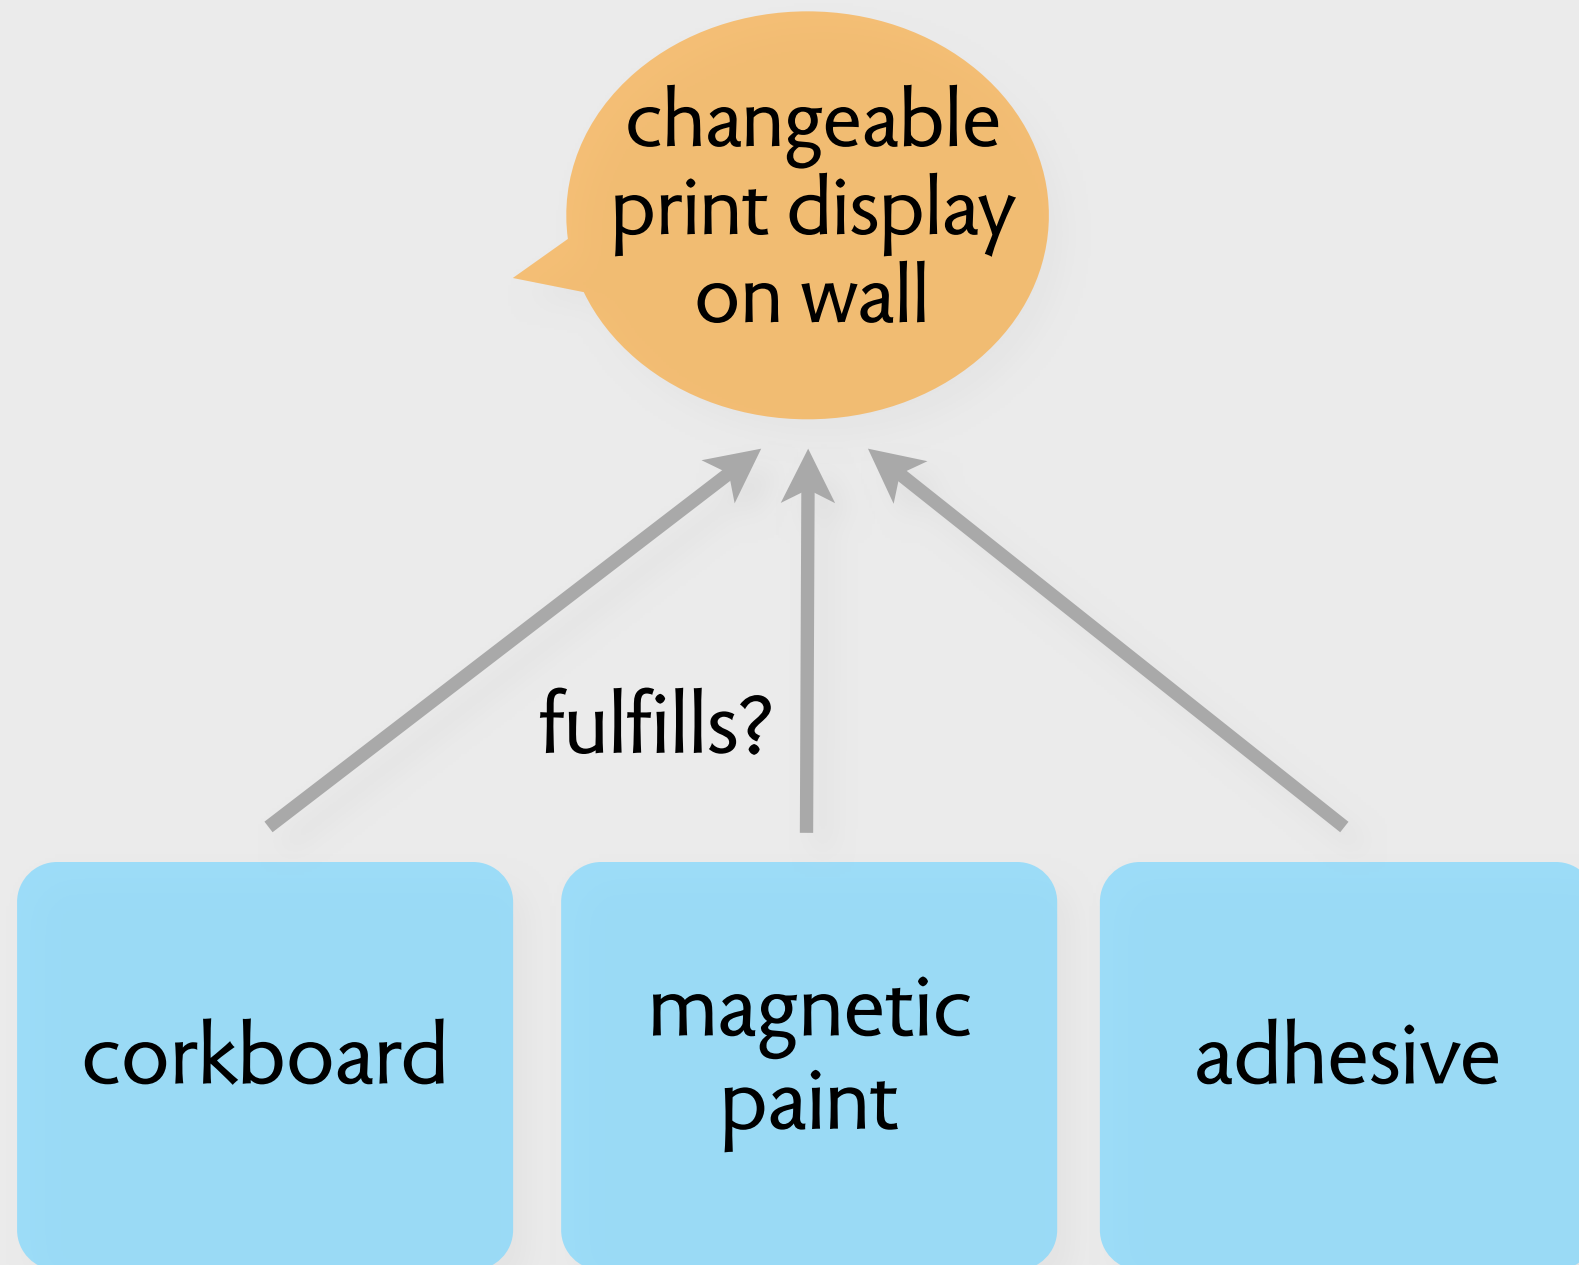 changeable
print display
on wall
fulfills?
corkboard
magnetic
paint
adhesive